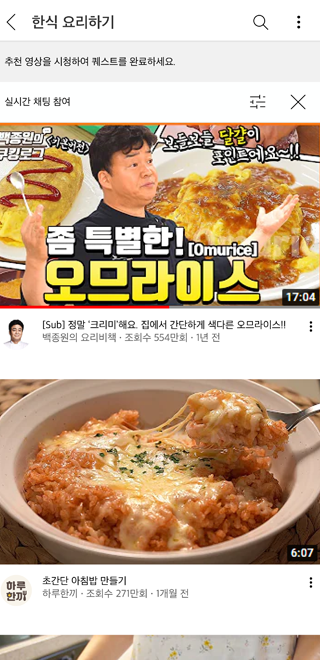 한식 요리하기
추천 영상을 시청하여 퀘스트를 완료하세요.
실시간 채팅 참여
백종원의
쿠킹로그
<기본버전>
오들오들 달걀이
포인트에요~!!
좀 특별한!
[Omurice]
오므라이스
17:04
[Sub] 정말 '크리미'해요. 집에서 간단하게 색다른 오므라이스!!
백종원의 요리비책 · 조회수 554만회 · 1년 전
6:07
하루
한끼
초간단 아침밥 만들기
하루한끼 · 조회수 271만회 · 1개월 전